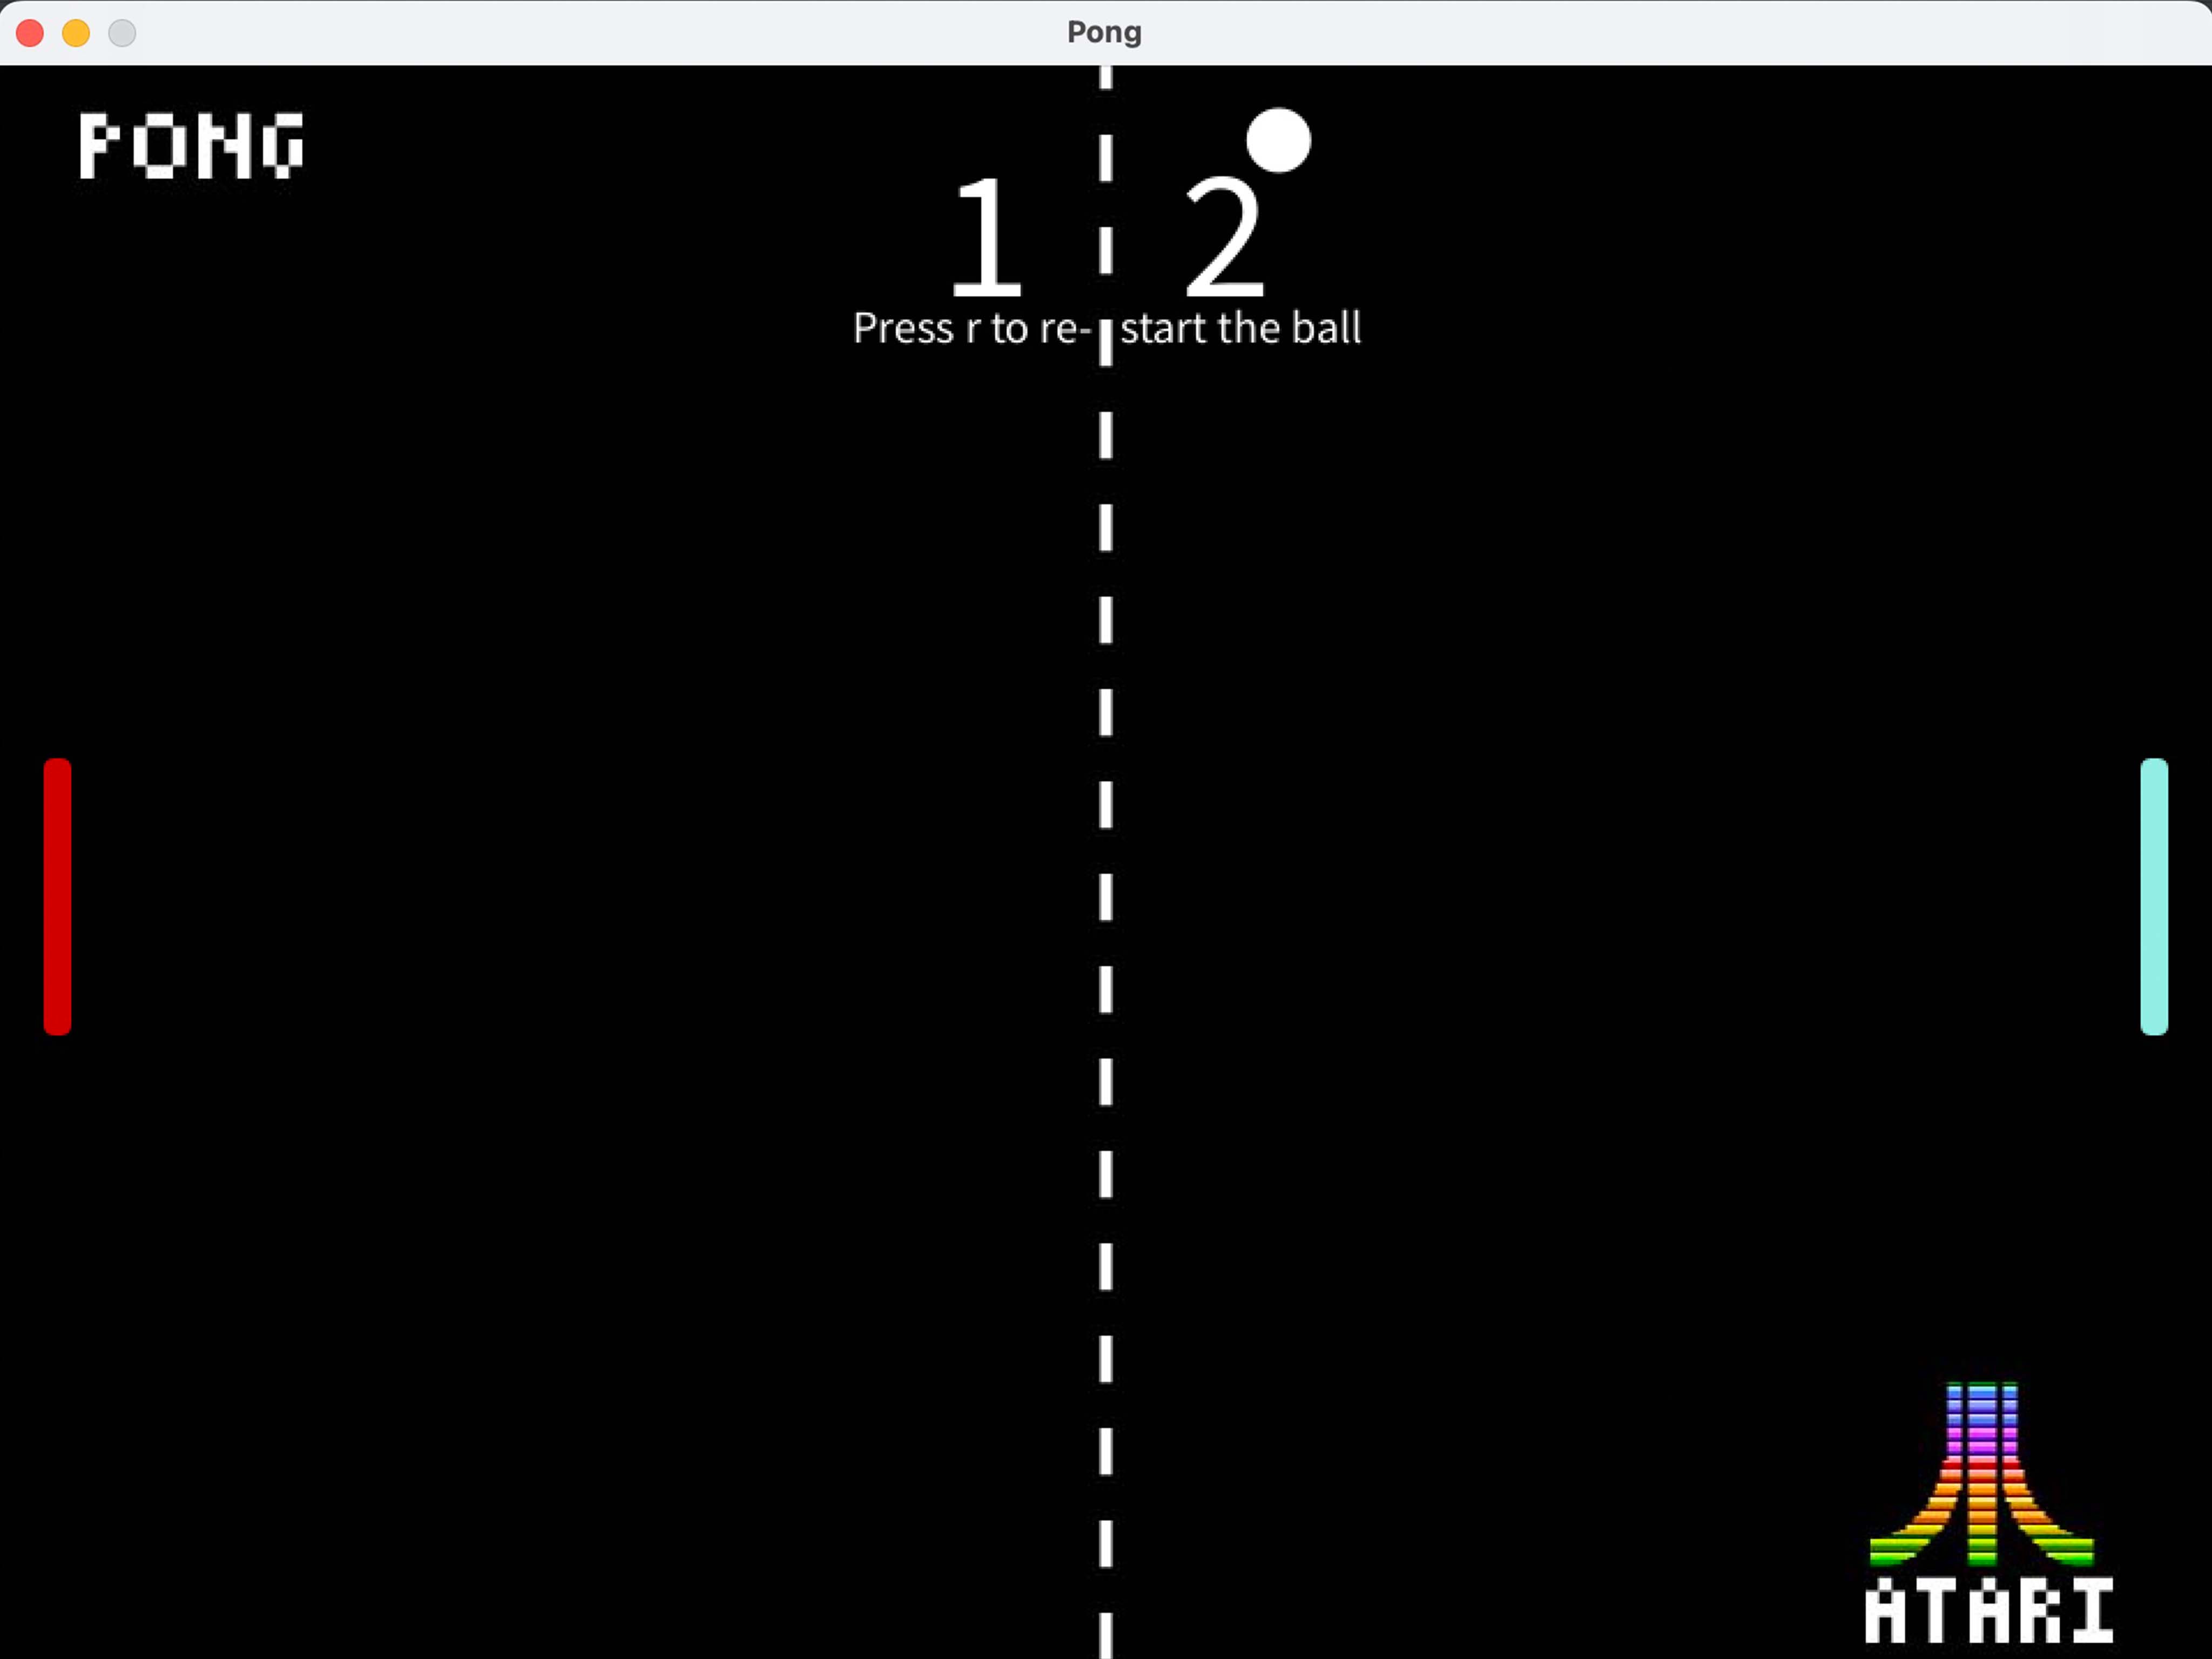 Pong
PONG
1 2
Press r to re- start the ball
ATARI